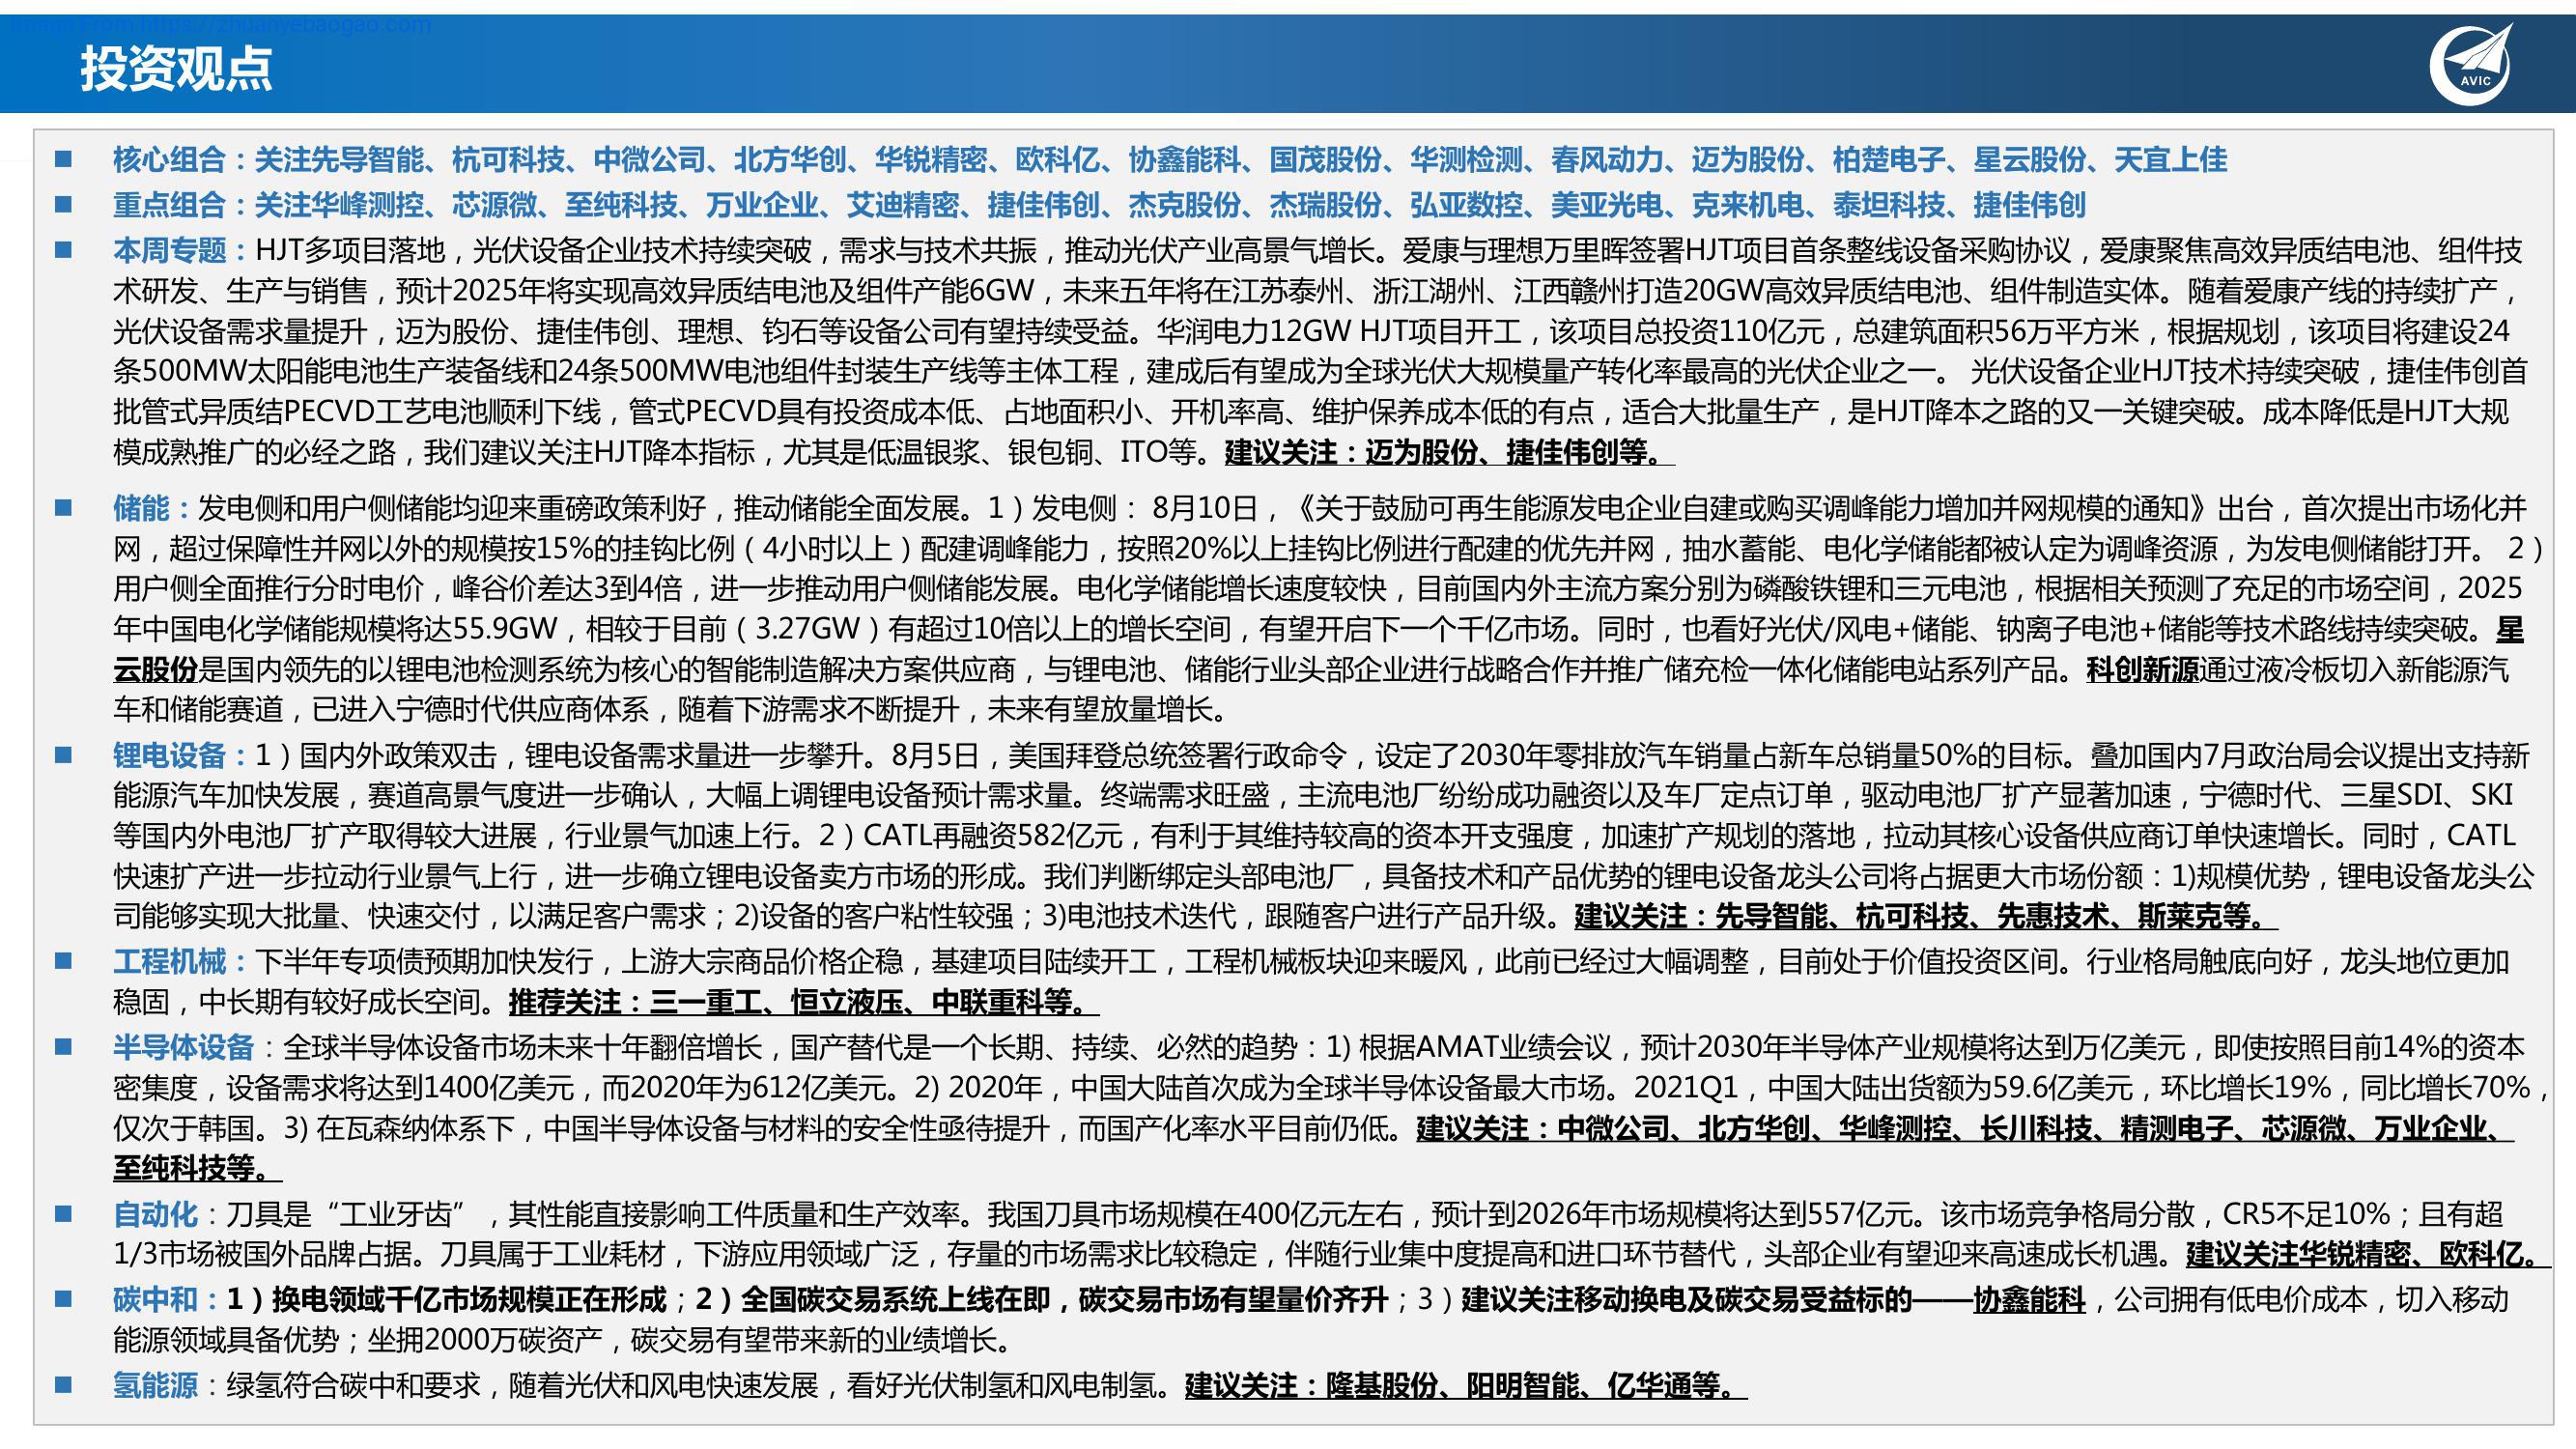 Image From https://zhuanyebaogao.com
投资观点
AVIC
■ 核心组合：关注先导智能、杭可科技、中微公司、北方华创、华锐精密、欧科亿、协鑫能科、国茂股份、华测检测、春风动力、迈为股份、柏楚电子、星云股份、天宜上佳
■ 重点组合：关注华峰测控、芯源微、至纯科技、万业企业、艾迪精密、捷佳伟创、杰克股份、杰瑞股份、弘亚数控、美亚光电、克来机电、泰坦科技、捷佳伟创
■ 本周专题：HJT多项目落地，光伏设备企业技术持续突破，需求与技术共振，推动光伏产业高景气增长。爱康与理想万里晖签署HJT项目首条整线设备采购协议，爱康聚焦高效异质结电池、组件技
术研发、生产与销售，预计2025年将实现高效异质结电池及组件产能6GW，未来五年将在江苏泰州、浙江湖州、江西赣州打造20GW高效异质结电池、组件制造实体。随着爱康产线的持续扩产，
光伏设备需求量提升，迈为股份、捷佳伟创、理想、钧石等设备公司有望持续受益。华润电力12GW HJT项目开工，该项目总投资110亿元，总建筑面积56万平方米，根据规划，该项目将建设24
条500MW太阳能电池生产装备线和24条500MW电池组件封装生产线等主体工程，建成后有望成为全球光伏大规模量产转化率最高的光伏企业之一。 光伏设备企业HJT技术持续突破，捷佳伟创首
批管式异质结PECVD工艺电池顺利下线，管式PECVD具有投资成本低、占地面积小、开机率高、维护保养成本低的有点，适合大批量生产，是HJT降本之路的又一关键突破。成本降低是HJT大规
模成熟推广的必经之路，我们建议关注HJT降本指标，尤其是低温银浆、银包铜、ITO等。建议关注：迈为股份、捷佳伟创等。
■ 储能：发电侧和用户侧储能均迎来重磅政策利好，推动储能全面发展。1）发电侧： 8月10日，《关于鼓励可再生能源发电企业自建或购买调峰能力增加并网规模的通知》出台，首次提出市场化并
网，超过保障性并网以外的规模按15%的挂钩比例（4小时以上）配建调峰能力，按照20%以上挂钩比例进行配建的优先并网，抽水蓄能、电化学储能都被认定为调峰资源，为发电侧储能打开。 2）
用户侧全面推行分时电价，峰谷价差达3到4倍，进一步推动用户侧储能发展。电化学储能增长速度较快，目前国内外主流方案分别为磷酸铁锂和三元电池，根据相关预测了充足的市场空间，2025
年中国电化学储能规模将达55.9GW，相较于目前（3.27GW）有超过10倍以上的增长空间，有望开启下一个千亿市场。同时，也看好光伏/风电+储能、钠离子电池+储能等技术路线持续突破。星
云股份是国内领先的以锂电池检测系统为核心的智能制造解决方案供应商，与锂电池、储能行业头部企业进行战略合作并推广储充检一体化储能电站系列产品。科创新源通过液冷板切入新能源汽
车和储能赛道，已进入宁德时代供应商体系，随着下游需求不断提升，未来有望放量增长。
■ 锂电设备：1）国内外政策双击，锂电设备需求量进一步攀升。8月5日，美国拜登总统签署行政命令，设定了2030年零排放汽车销量占新车总销量50%的目标。叠加国内7月政治局会议提出支持新
能源汽车加快发展，赛道高景气度进一步确认，大幅上调锂电设备预计需求量。终端需求旺盛，主流电池厂纷纷成功融资以及车厂定点订单，驱动电池厂扩产显著加速，宁德时代、三星SDI、SKI
等国内外电池厂扩产取得较大进展，行业景气加速上行。2）CATL再融资582亿元，有利于其维持较高的资本开支强度，加速扩产规划的落地，拉动其核心设备供应商订单快速增长。同时，CATL
快速扩产进一步拉动行业景气上行，进一步确立锂电设备卖方市场的形成。我们判断绑定头部电池厂，具备技术和产品优势的锂电设备龙头公司将占据更大市场份额：1)规模优势，锂电设备龙头公
司能够实现大批量、快速交付，以满足客户需求；2)设备的客户粘性较强；3)电池技术迭代，跟随客户进行产品升级。建议关注：先导智能、杭可科技、先惠技术、斯莱克等。
■ 工程机械：下半年专项债预期加快发行，上游大宗商品价格企稳，基建项目陆续开工，工程机械板块迎来暖风，此前已经过大幅调整，目前处于价值投资区间。行业格局触底向好，龙头地位更加
稳固，中长期有较好成长空间。推荐关注：三一重工、恒立液压、中联重科等。
■ 半导体设备：全球半导体设备市场未来十年翻倍增长，国产替代是一个长期、持续、必然的趋势：1) 根据AMAT业绩会议，预计2030年半导体产业规模将达到万亿美元，即使按照目前14%的资本
密集度，设备需求将达到1400亿美元，而2020年为612亿美元。2) 2020年，中国大陆首次成为全球半导体设备最大市场。2021Q1，中国大陆出货额为59.6亿美元，环比增长19%，同比增长70%，
仅次于韩国。3) 在瓦森纳体系下，中国半导体设备与材料的安全性亟待提升，而国产化率水平目前仍低。建议关注：中微公司、北方华创、华峰测控、长川科技、精测电子、芯源微、万业企业、
至纯科技等。
■ 自动化：刀具是“工业牙齿”，其性能直接影响工件质量和生产效率。我国刀具市场规模在400亿元左右，预计到2026年市场规模将达到557亿元。该市场竞争格局分散，CR5不足10%；且有超
1/3市场被国外品牌占据。刀具属于工业耗材，下游应用领域广泛，存量的市场需求比较稳定，伴随行业集中度提高和进口环节替代，头部企业有望迎来高速成长机遇。建议关注华锐精密、欧科亿。
■ 碳中和：1）换电领域千亿市场规模正在形成；2）全国碳交易系统上线在即，碳交易市场有望量价齐升；3）建议关注移动换电及碳交易受益标的——协鑫能科，公司拥有低电价成本，切入移动
能源领域具备优势；坐拥2000万碳资产，碳交易有望带来新的业绩增长。
■ 氢能源：绿氢符合碳中和要求，随着光伏和风电快速发展，看好光伏制氢和风电制氢。建议关注：隆基股份、阳明智能、亿华通等。